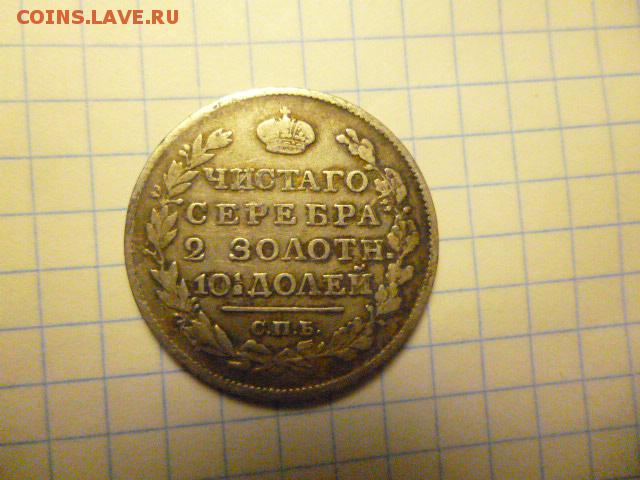 COINS.LAVE.RU
ЧИСТАГО
СЕРЕБРА
2 ЗОЛОТН.
10½ ДОЛЕЙ
С.П.Б.